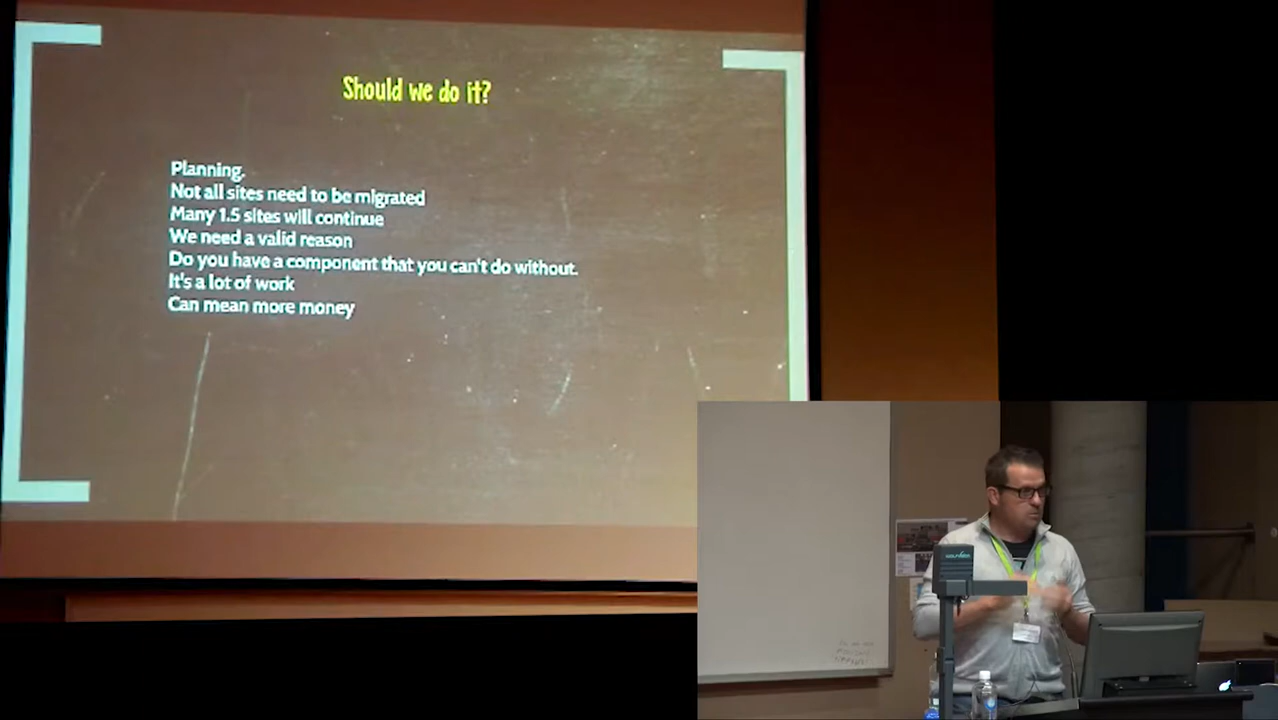 Should we do it?
Planning.
Not all sites need to be migrated
Many 1.5 sites will continue
We need a valid reason
Do you have a component that you can't do without.
It's a lot of work
Can mean more money